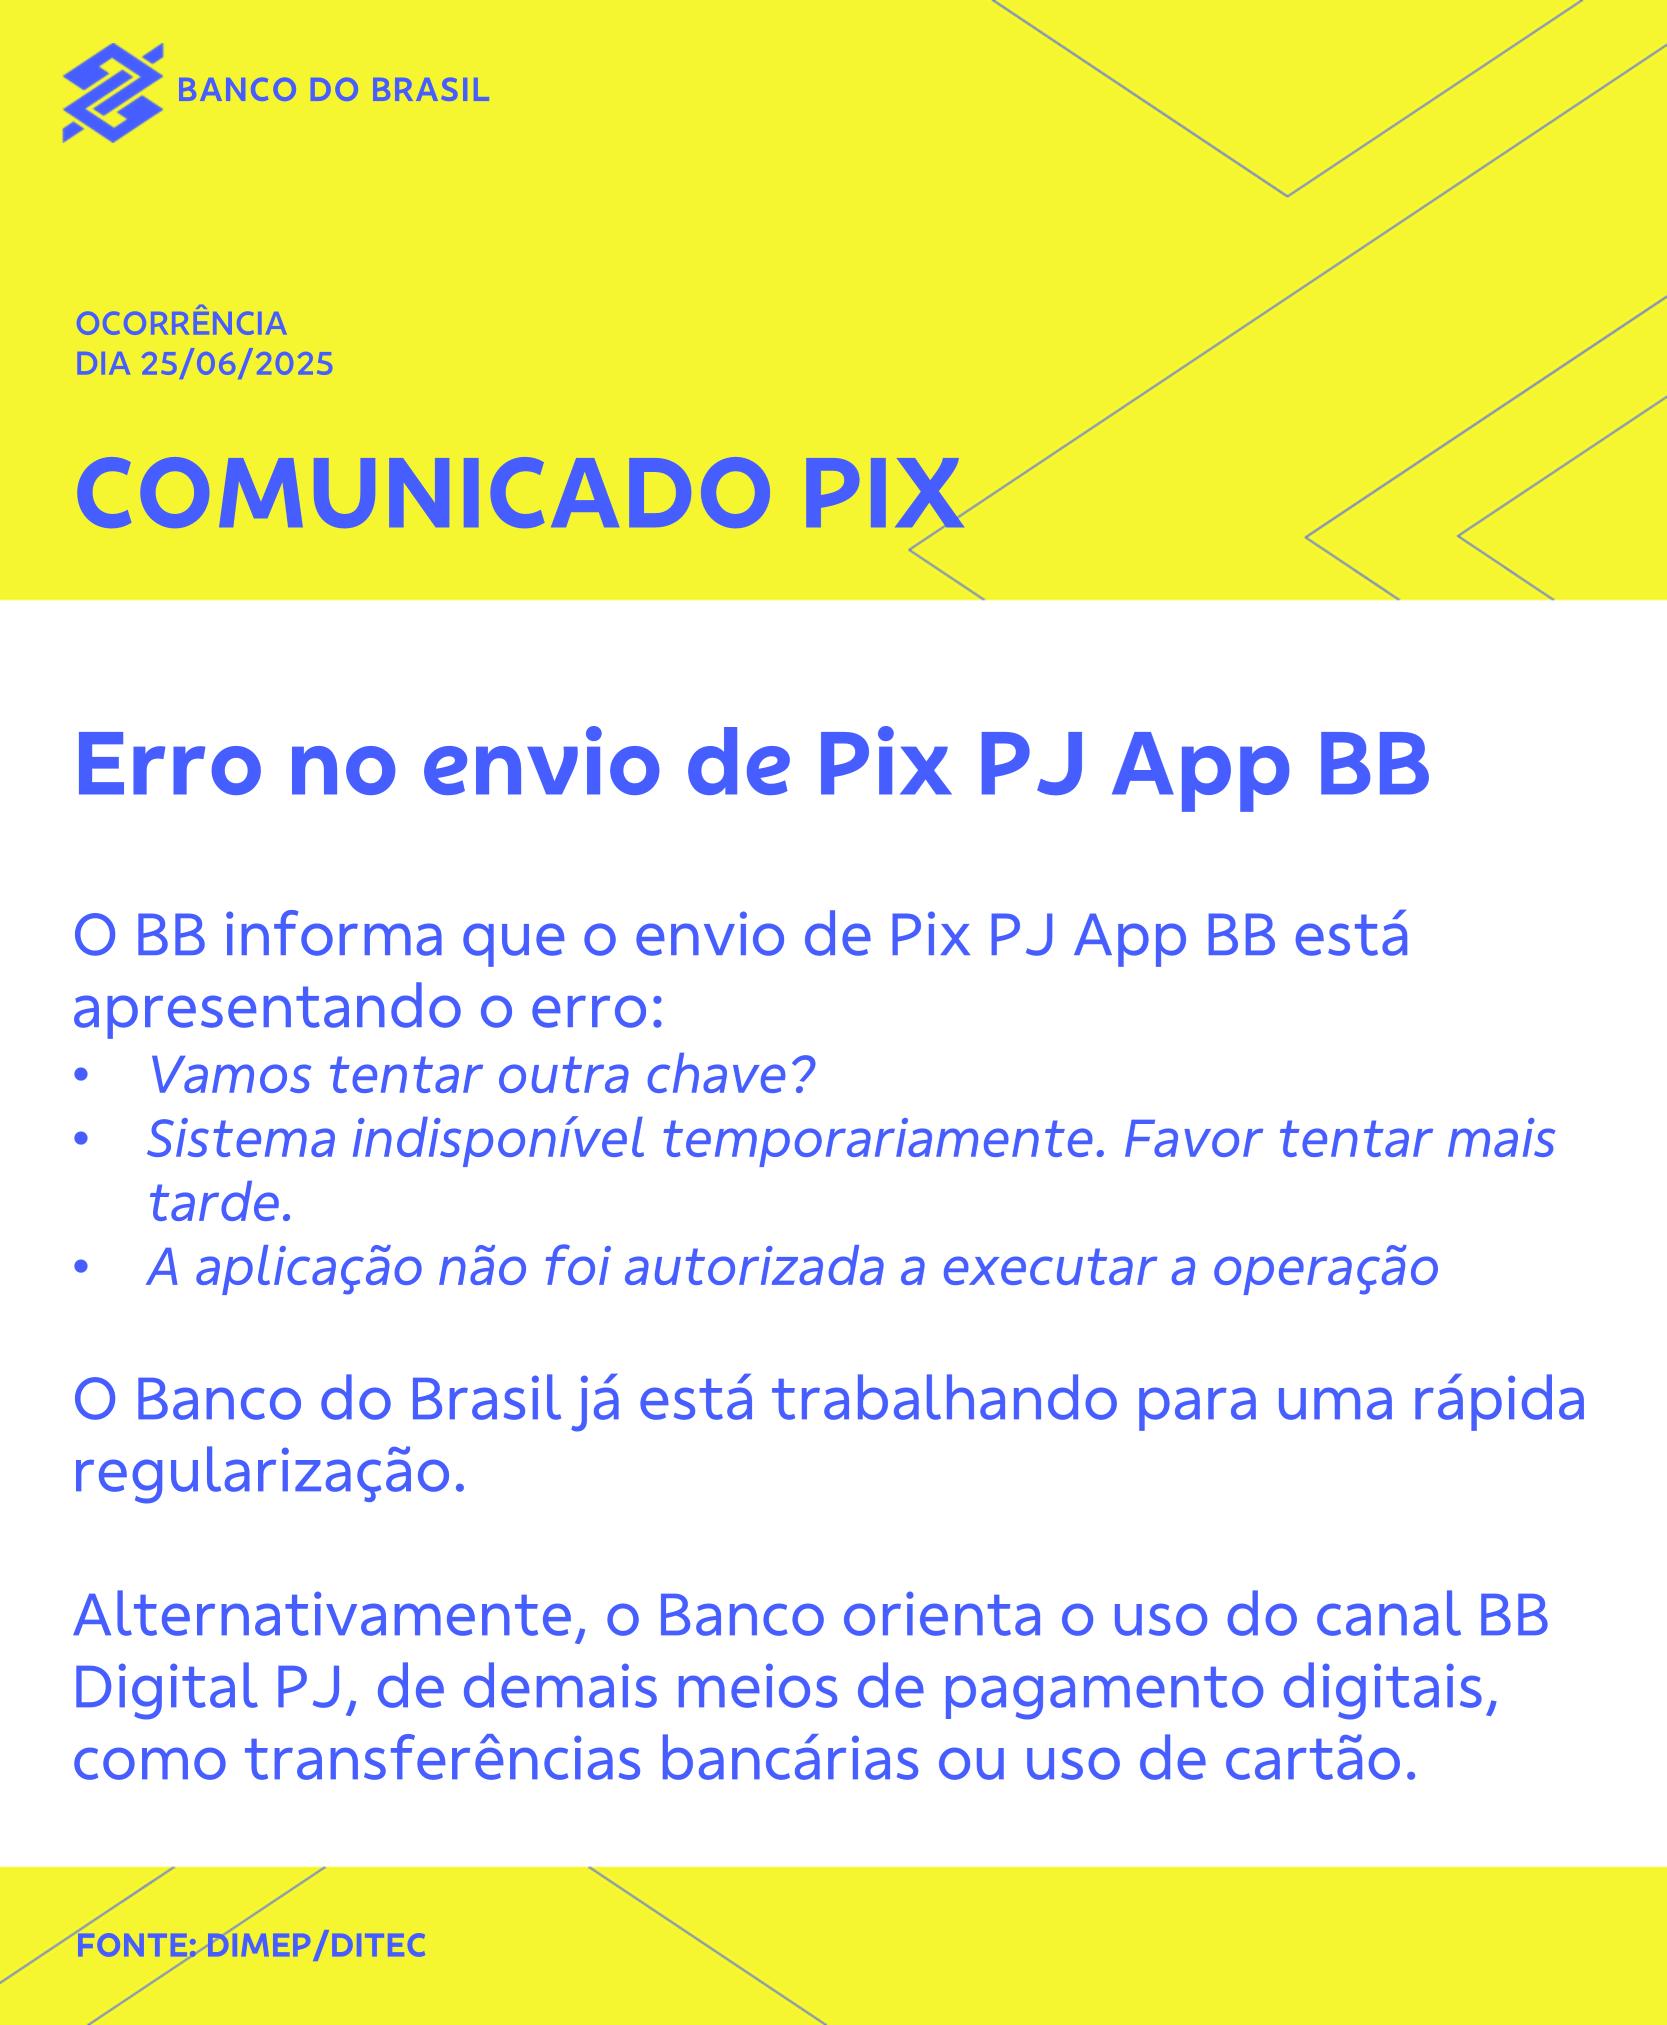 BANCO DO BRASIL
OCORRÊNCIA
DIA 25/06/2025
COMUNICADO PIX
Erro no envio de Pix PJ App BB
O BB informa que o envio de Pix PJ App BB está
apresentando o erro:
• Vamos tentar outra chave?
• Sistema indisponível temporariamente. Favor tentar mais
tarde.
• A aplicação não foi autorizada a executar a operação
O Banco do Brasil já está trabalhando para uma rápida
regularização.
Alternativamente, o Banco orienta o uso do canal BB
Digital PJ, de demais meios de pagamento digitais,
como transferências bancárias ou uso de cartão.
FONTE: DIMEP/DITEC